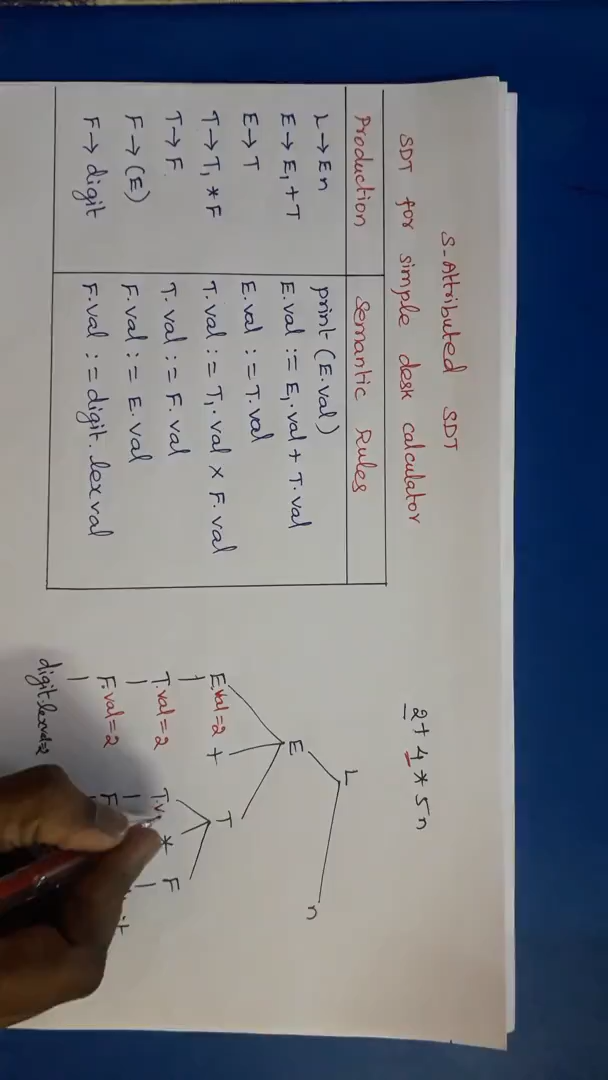 S-Attributed SDT
SDT for simple desk calculator
Production Semantic Rules
L→En print (E.val)
E→E₁+T E.val := E₁.val + T.val
E→T E.val := T.val
T→T₁*F T.val := T₁.val × F.val
T→F T.val := F.val
F→(E) F.val := E.val
F→digit F.val := digit.lexval
2+4*5n
L
E n
E.val=2 + T
T.val=2 T.v * F
F.val=2 F
digit.lexval=2 it